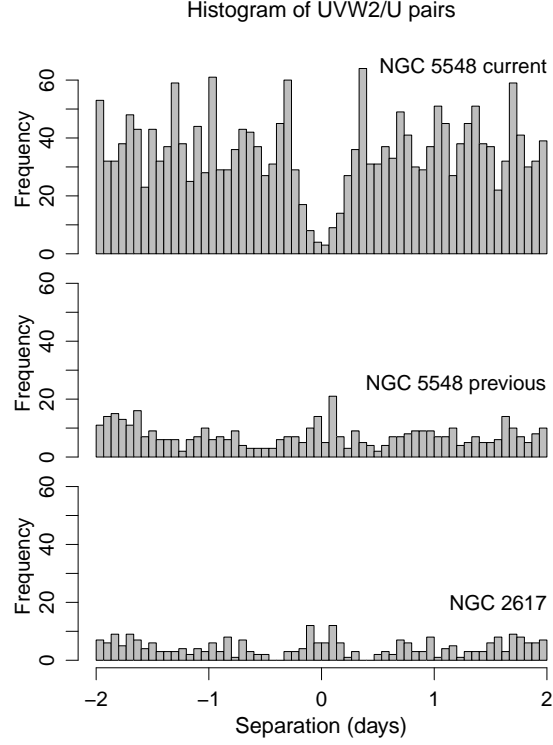 Histogram of UVW2/U pairs
NGC 5548 current
Frequency
0 20 40 60
NGC 5548 previous
Frequency
0 20 40 60
NGC 2617
Frequency
0 20 40 60
−2 −1 0 1 2
Separation (days)